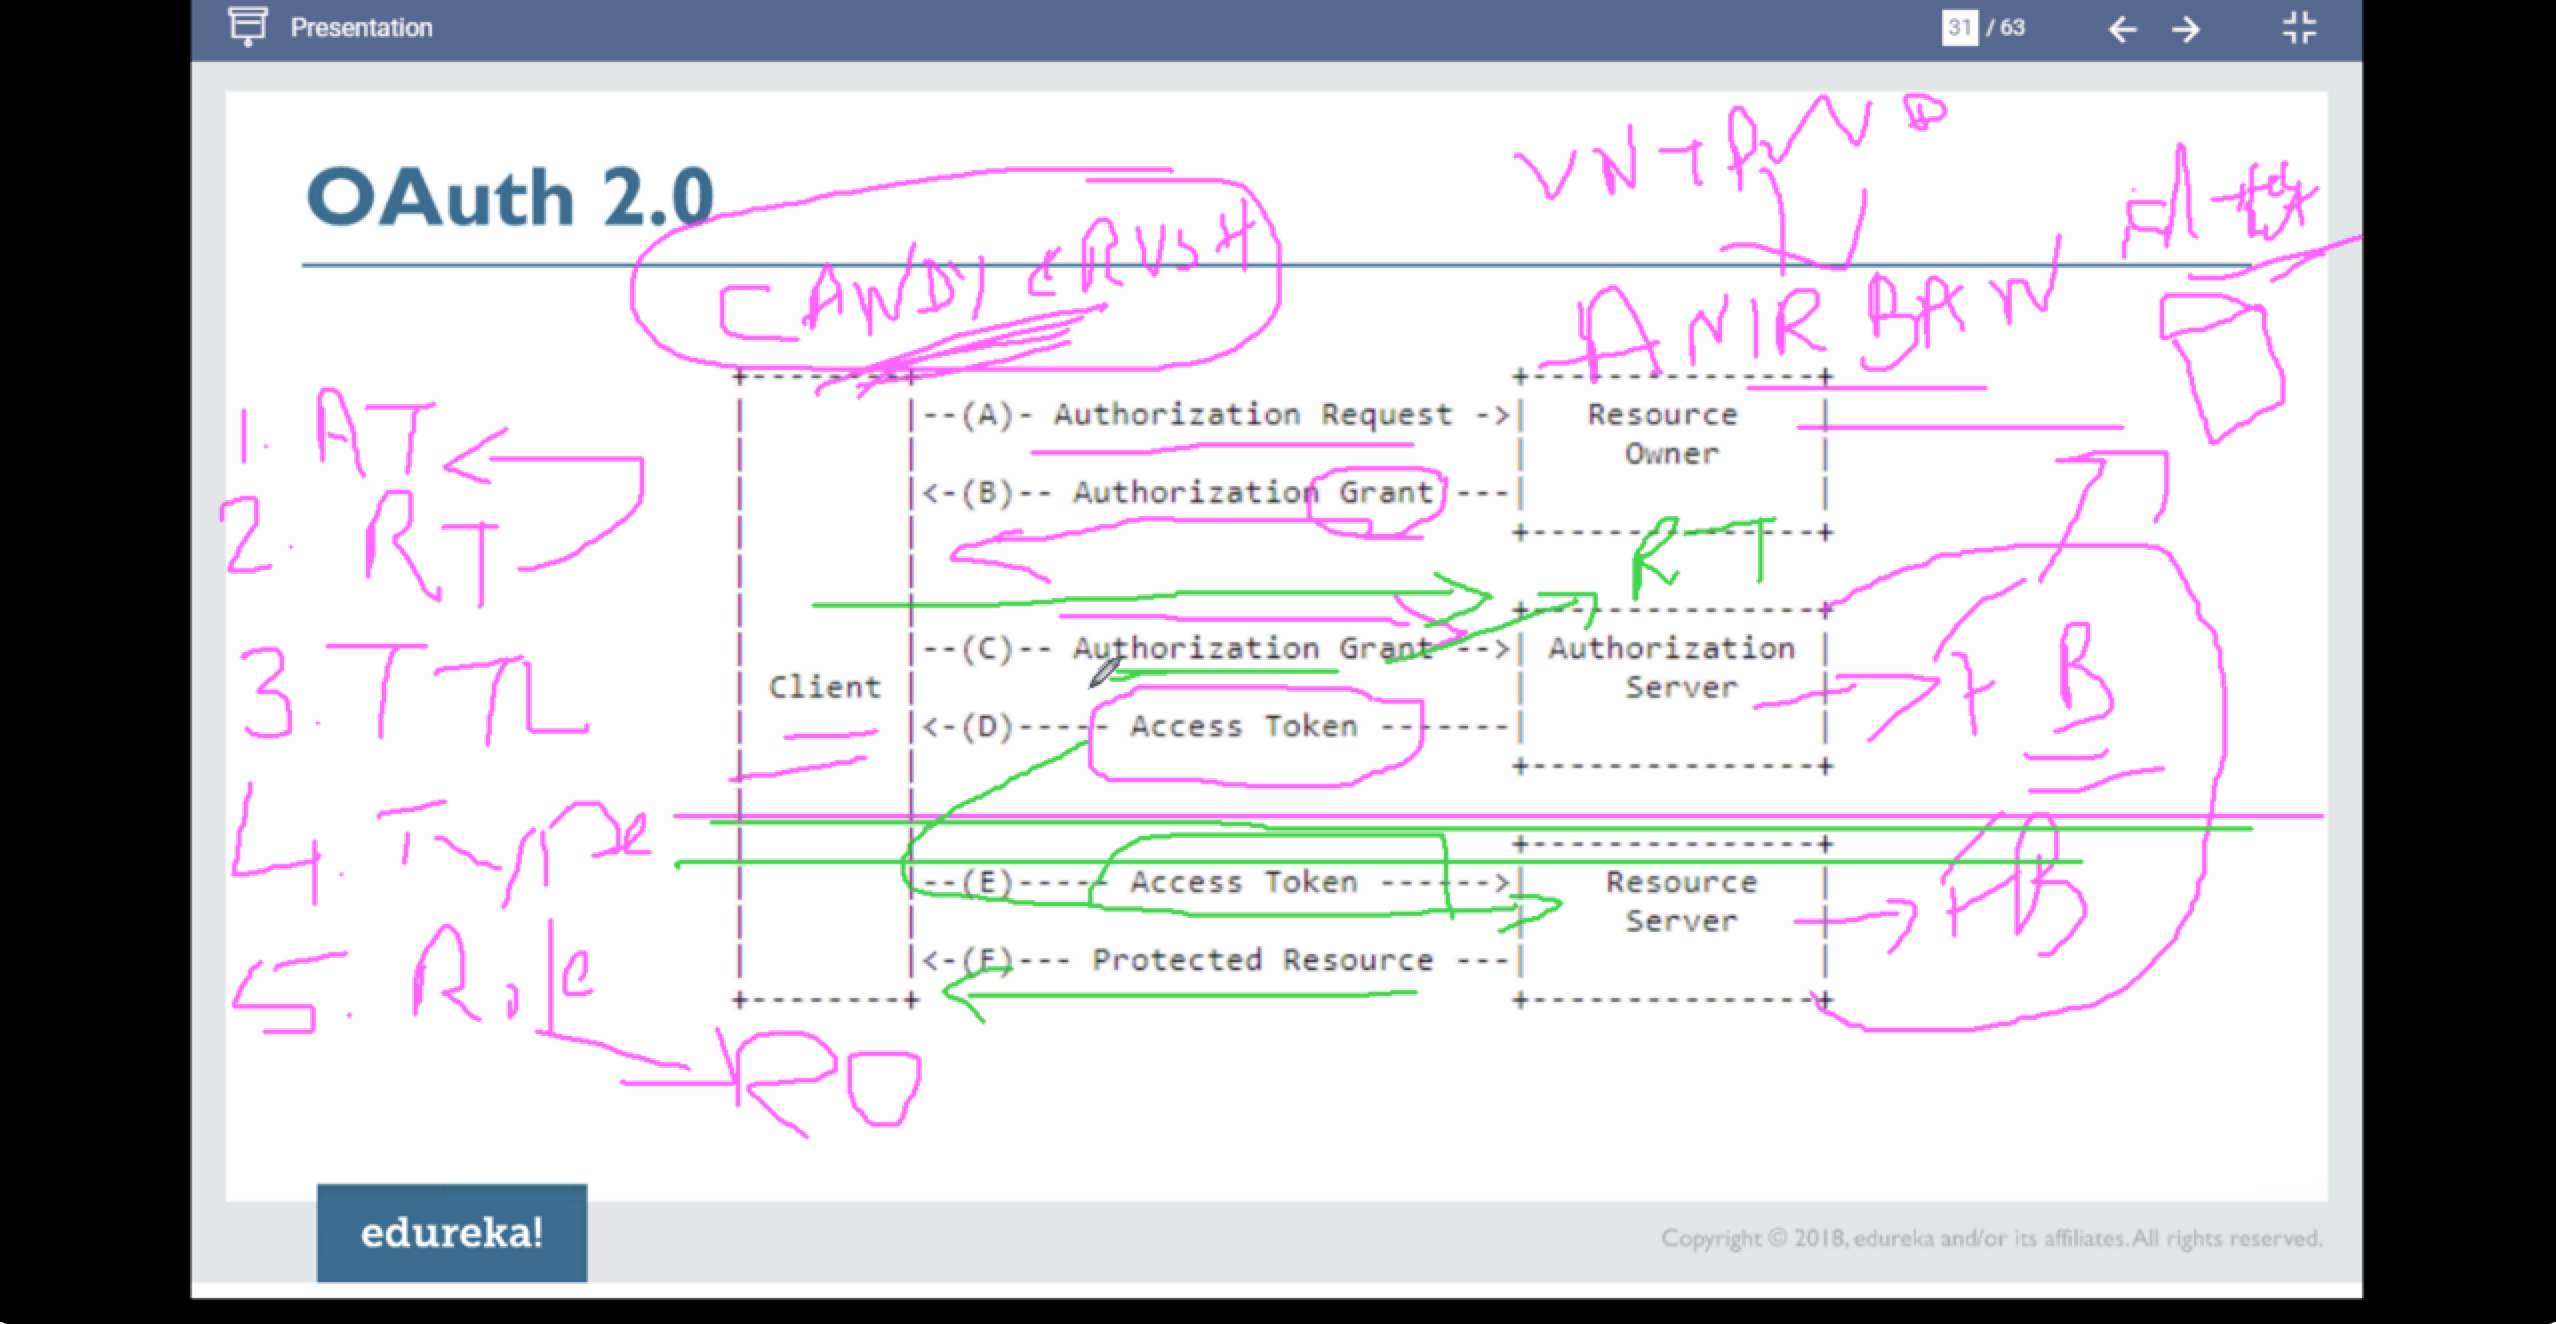 Presentation
31 / 63
OAuth 2.0
CANDY CRUSH
UN + PWD
ANIRBAN
+--------+                               +---------------+
|        |--(A)- Authorization Request ->|   Resource    |
|        |                               |     Owner     |
|        |<-(B)-- Authorization Grant ---|               |
|        |                               +---------------+
RT
|        |                               +---------------+
|        |--(C)-- Authorization Grant -->| Authorization |
| Client |                               |     Server    |
|        |<-(D)----- Access Token -------|               |
|        |                               +---------------+
FB
|        |                               +---------------+
|        |--(E)----- Access Token ------>|    Resource   |
|        |                               |     Server    |
|        |<-(F)--- Protected Resource ---|               |
+--------+                               +---------------+
FB
1. AT
2. RT
3. TTL
4. Type
5. Role
RO
edureka!
Copyright © 2018, edureka and/or its affiliates. All rights reserved.